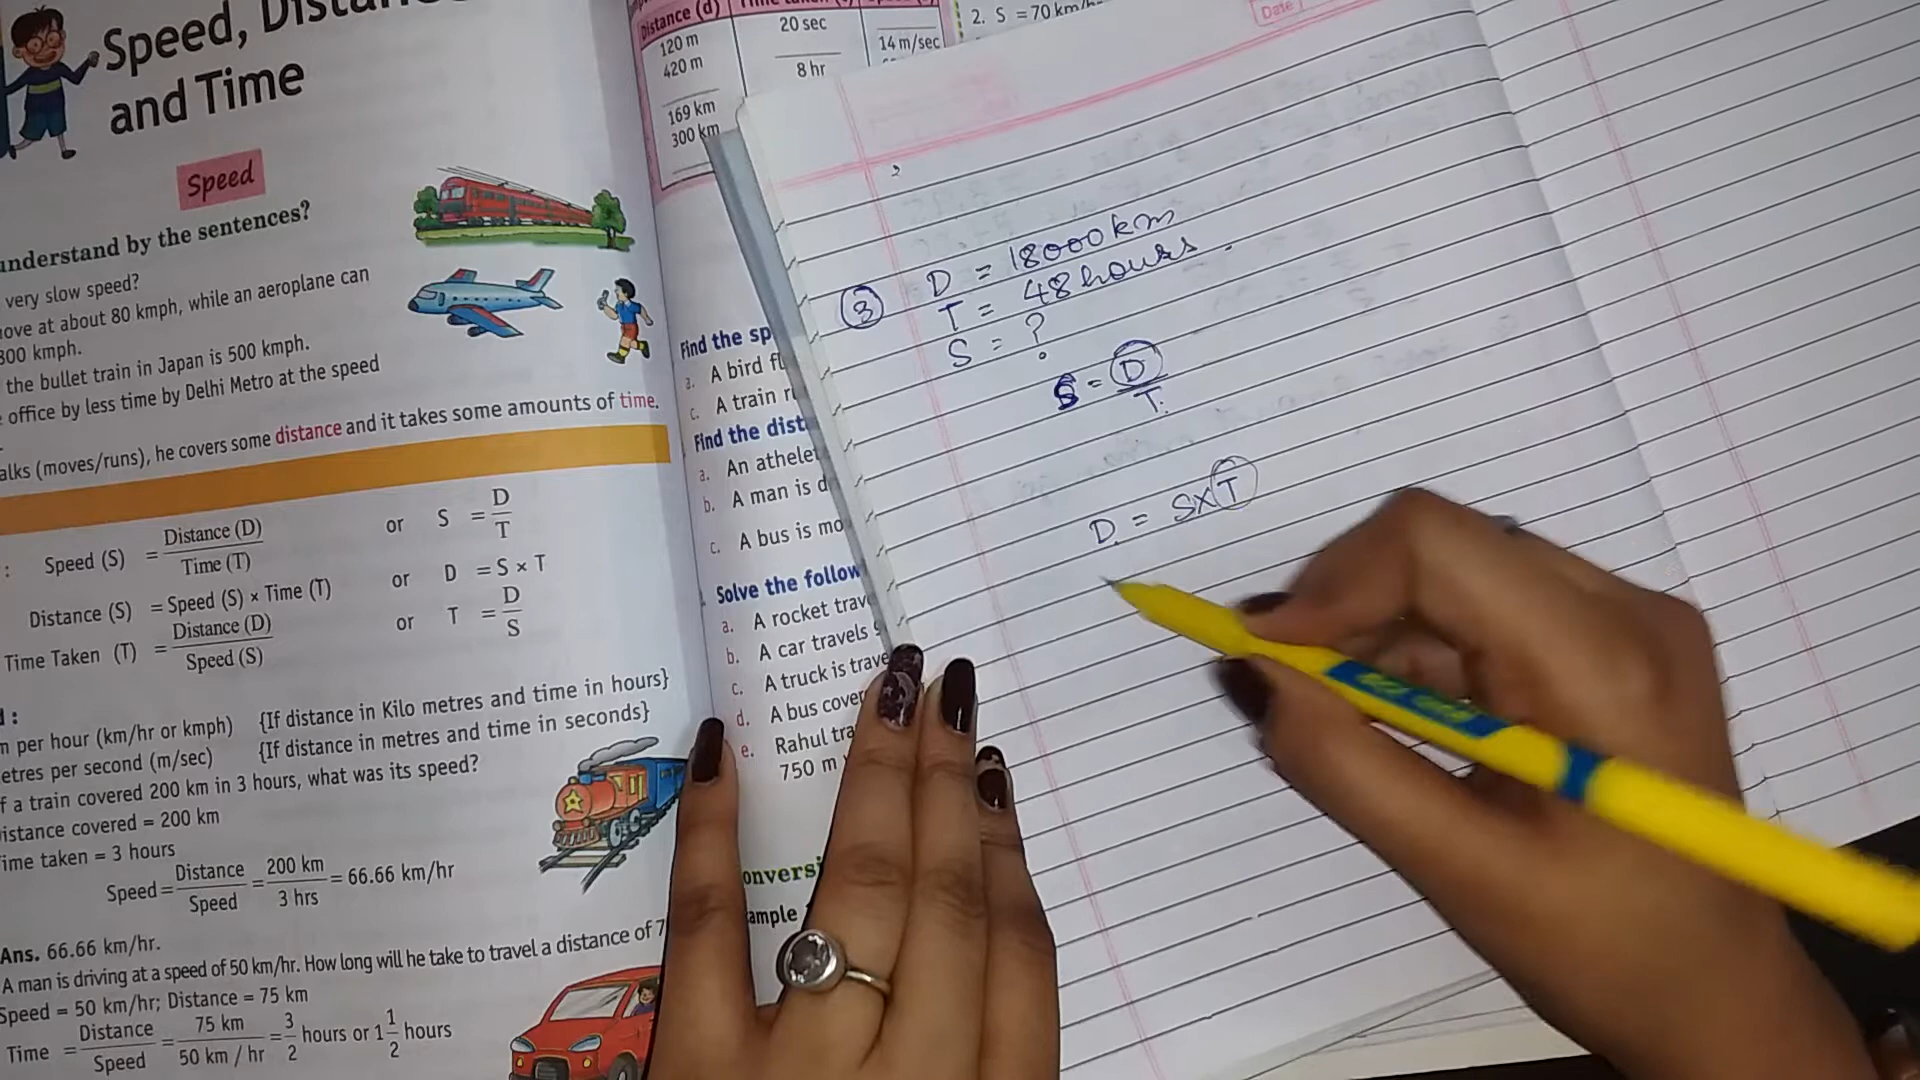 Speed, Distance
and Time
Speed
understand by the sentences?
very slow speed?
ove at about 80 kmph, while an aeroplane can
800 kmph.
the bullet train in Japan is 500 kmph.
office by less time by Delhi Metro at the speed
alks (moves/runs), he covers some distance and it takes some amounts of time.
: Speed (S) = Distance (D) / Time (T) or S = D / T
Distance (S) = Speed (S) × Time (T) or D = S × T
Time Taken (T) = Distance (D) / Speed (S) or T = D / S
d :
m per hour (km/hr or kmph) {If distance in Kilo metres and time in hours}
etres per second (m/sec) {If distance in metres and time in seconds}
f a train covered 200 km in 3 hours, what was its speed?
istance covered = 200 km
ime taken = 3 hours
Speed = Distance / Speed = 200 km / 3 hrs = 66.66 km/hr
Ans. 66.66 km/hr.
A man is driving at a speed of 50 km/hr. How long will he take to travel a distance of 7
Speed = 50 km/hr; Distance = 75 km
Time = Distance / Speed = 75 km / 50 km / hr = 3/2 hours or 1 1/2 hours
Distance (d)
120 m 20 sec
420 m 14 m/sec
8 hr
169 km
300 km
2. S = 70 km/h
Date
Find the sp
a. A bird fl
c. A train r
Find the dist
a. An athelet
b. A man is d
c. A bus is mo
Solve the follow
a. A rocket trav
b. A car travels
c. A truck is trave
d. A bus cover
e. Rahul tra
750 m
onversi
ample
3 D = 18000km
T = 48 hours
S = ?
S = D / T
D = S×T